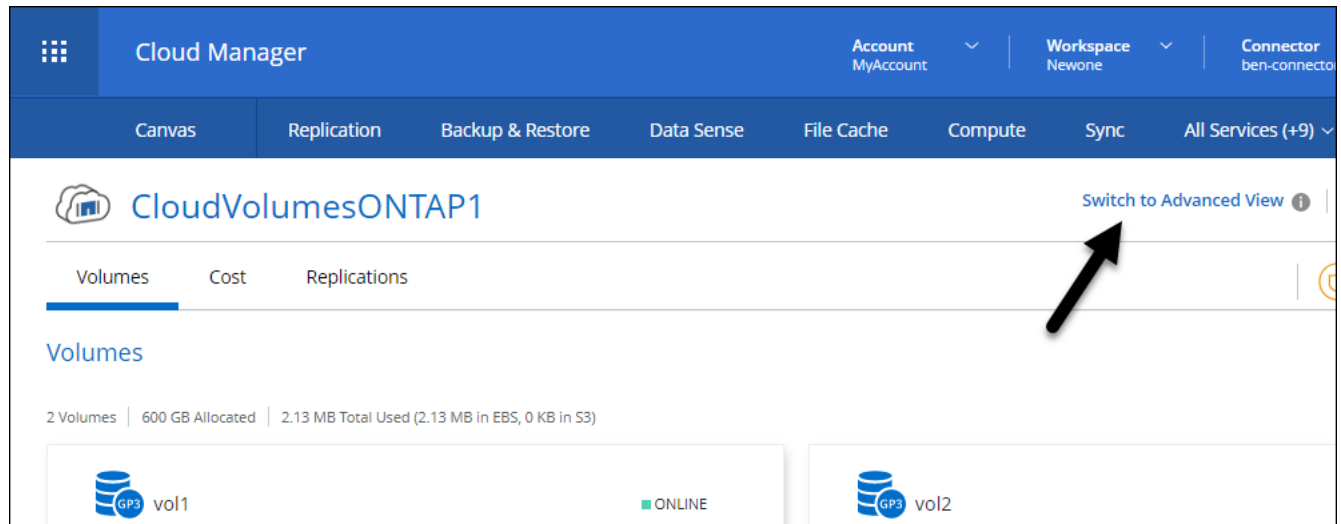 Cloud Manager
Account
MyAccount
Workspace
Newone
Connector
ben-connector
Canvas Replication Backup & Restore Data Sense File Cache Compute Sync All Services (+9)
CloudVolumesONTAP1
Switch to Advanced View
Volumes Cost Replications
Volumes
2 Volumes | 600 GB Allocated | 2.13 MB Total Used (2.13 MB in EBS, 0 KB in S3)
GP3 vol1 ONLINE
GP3 vol2